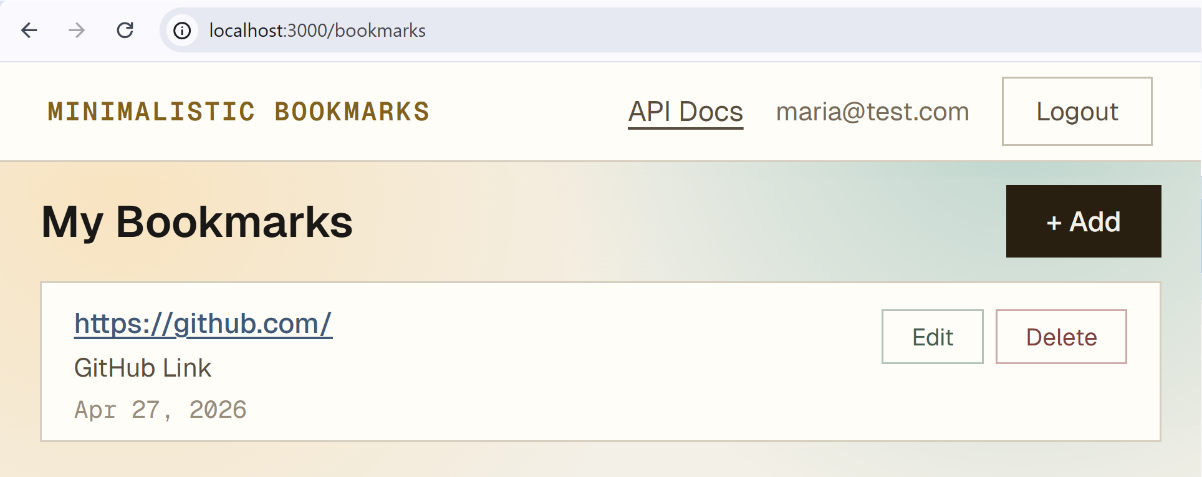 localhost:3000/bookmarks
MINIMALISTIC BOOKMARKS
API Docs
maria@test.com
Logout
My Bookmarks
+ Add
https://github.com/
Edit
Delete
GitHub Link
Apr 27, 2026